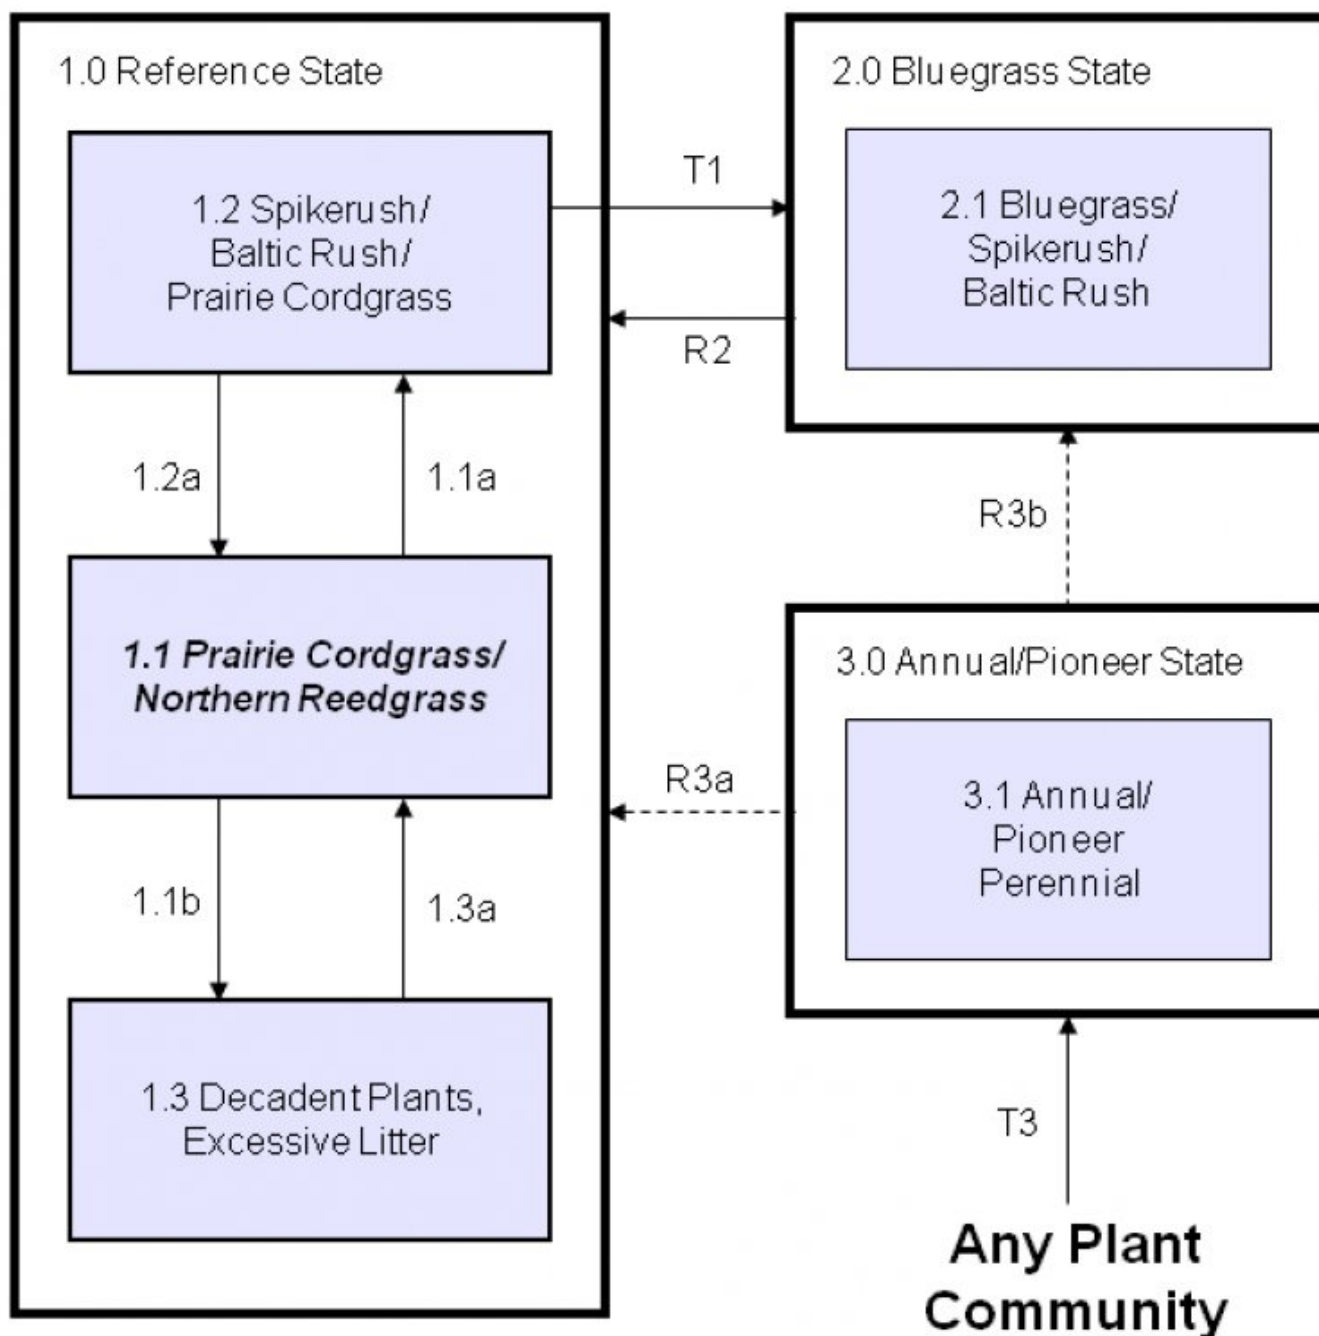 1.0 Reference State
1.2 Spikerush/
Baltic Rush/
Prairie Cordgrass
1.2a
1.1a
1.1 Prairie Cordgrass/
Northern Reedgrass
1.1b
1.3a
1.3 Decadent Plants,
Excessive Litter
T1
R2
R3a
2.0 Bluegrass State
2.1 Bluegrass/
Spikerush/
Baltic Rush
R3b
3.0 Annual/Pioneer State
3.1 Annual/
Pioneer
Perennial
T3
Any Plant
Community